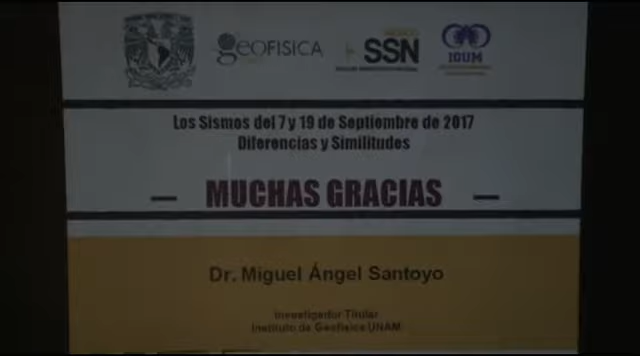 GEOFISICA
SSN
IGUM
Los Sismos del 7 y 19 de Septiembre de 2017
Diferencias y Similitudes
MUCHAS GRACIAS
Dr. Miguel Ángel Santoyo
Investigador Titular
Instituto de Geofísica UNAM